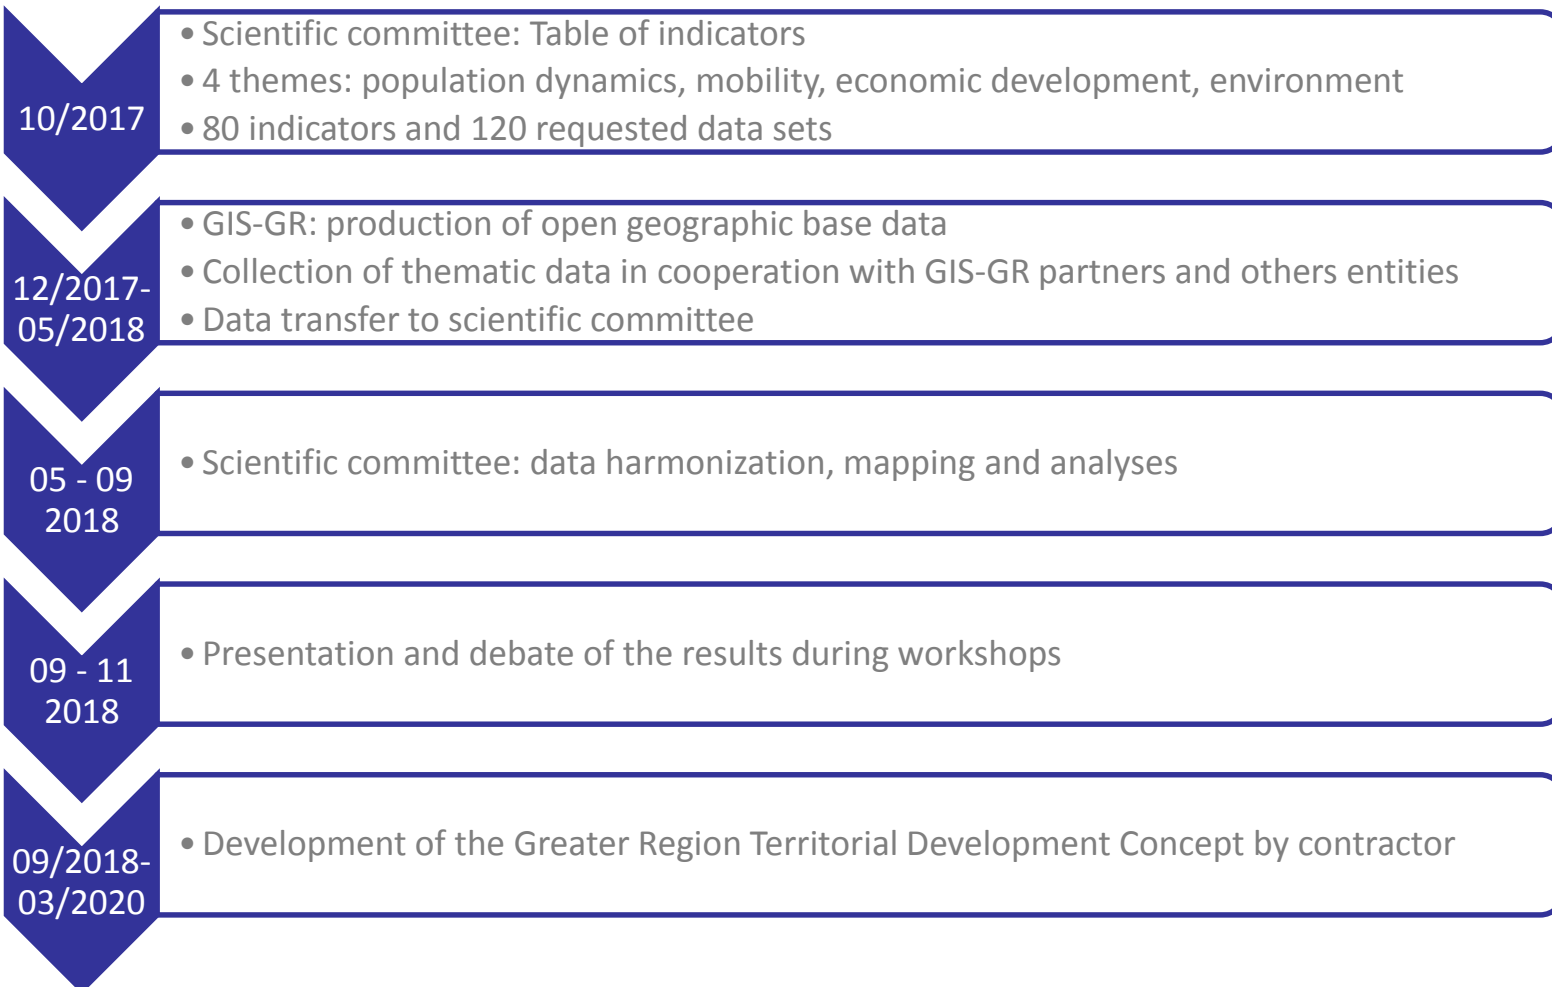 10/2017
• Scientific committee: Table of indicators
• 4 themes: population dynamics, mobility, economic development, environment
• 80 indicators and 120 requested data sets
12/2017-
05/2018
• GIS-GR: production of open geographic base data
• Collection of thematic data in cooperation with GIS-GR partners and others entities
• Data transfer to scientific committee
05 - 09
2018
• Scientific committee: data harmonization, mapping and analyses
09 - 11
2018
• Presentation and debate of the results during workshops
09/2018-
03/2020
• Development of the Greater Region Territorial Development Concept by contractor